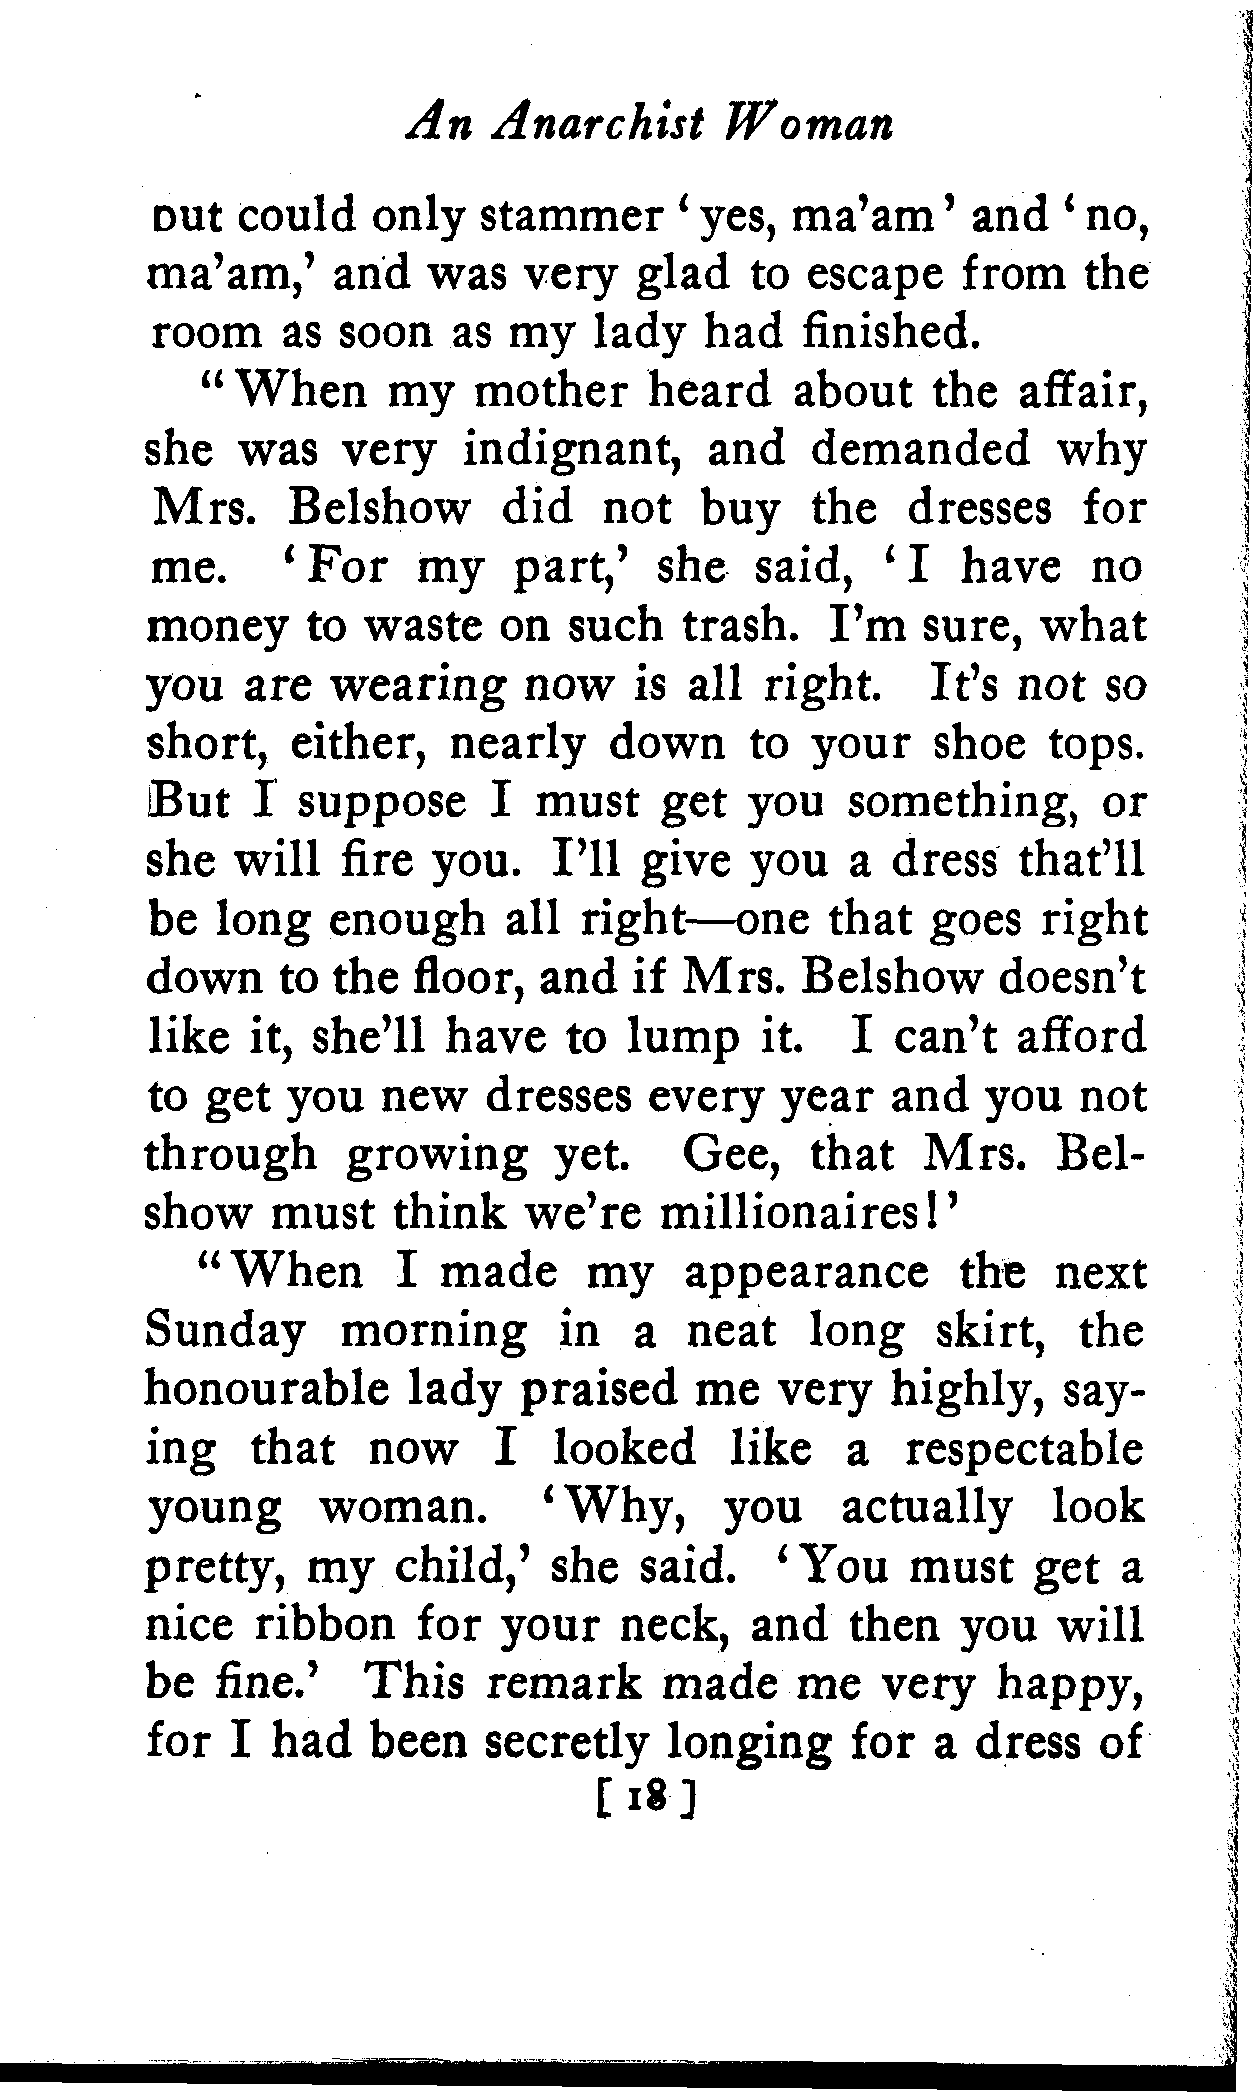 An Anarchist Woman
but could only stammer ‘yes, ma’am’ and ‘no,
ma’am,’ and was very glad to escape from the
room as soon as my lady had finished.
“When my mother heard about the affair,
she was very indignant, and demanded why
Mrs. Belshow did not buy the dresses for
me. ‘For my part,’ she said, ‘I have no
money to waste on such trash. I’m sure, what
you are wearing now is all right. It’s not so
short, either, nearly down to your shoe tops.
But I suppose I must get you something, or
she will fire you. I’ll give you a dress that’ll
be long enough all right—one that goes right
down to the floor, and if Mrs. Belshow doesn’t
like it, she’ll have to lump it. I can’t afford
to get you new dresses every year and you not
through growing yet. Gee, that Mrs. Bel-
show must think we’re millionaires!’
“When I made my appearance the next
Sunday morning in a neat long skirt, the
honourable lady praised me very highly, say-
ing that now I looked like a respectable
young woman. ‘Why, you actually look
pretty, my child,’ she said. ‘You must get a
nice ribbon for your neck, and then you will
be fine.’ This remark made me very happy,
for I had been secretly longing for a dress of
[ 18 ]